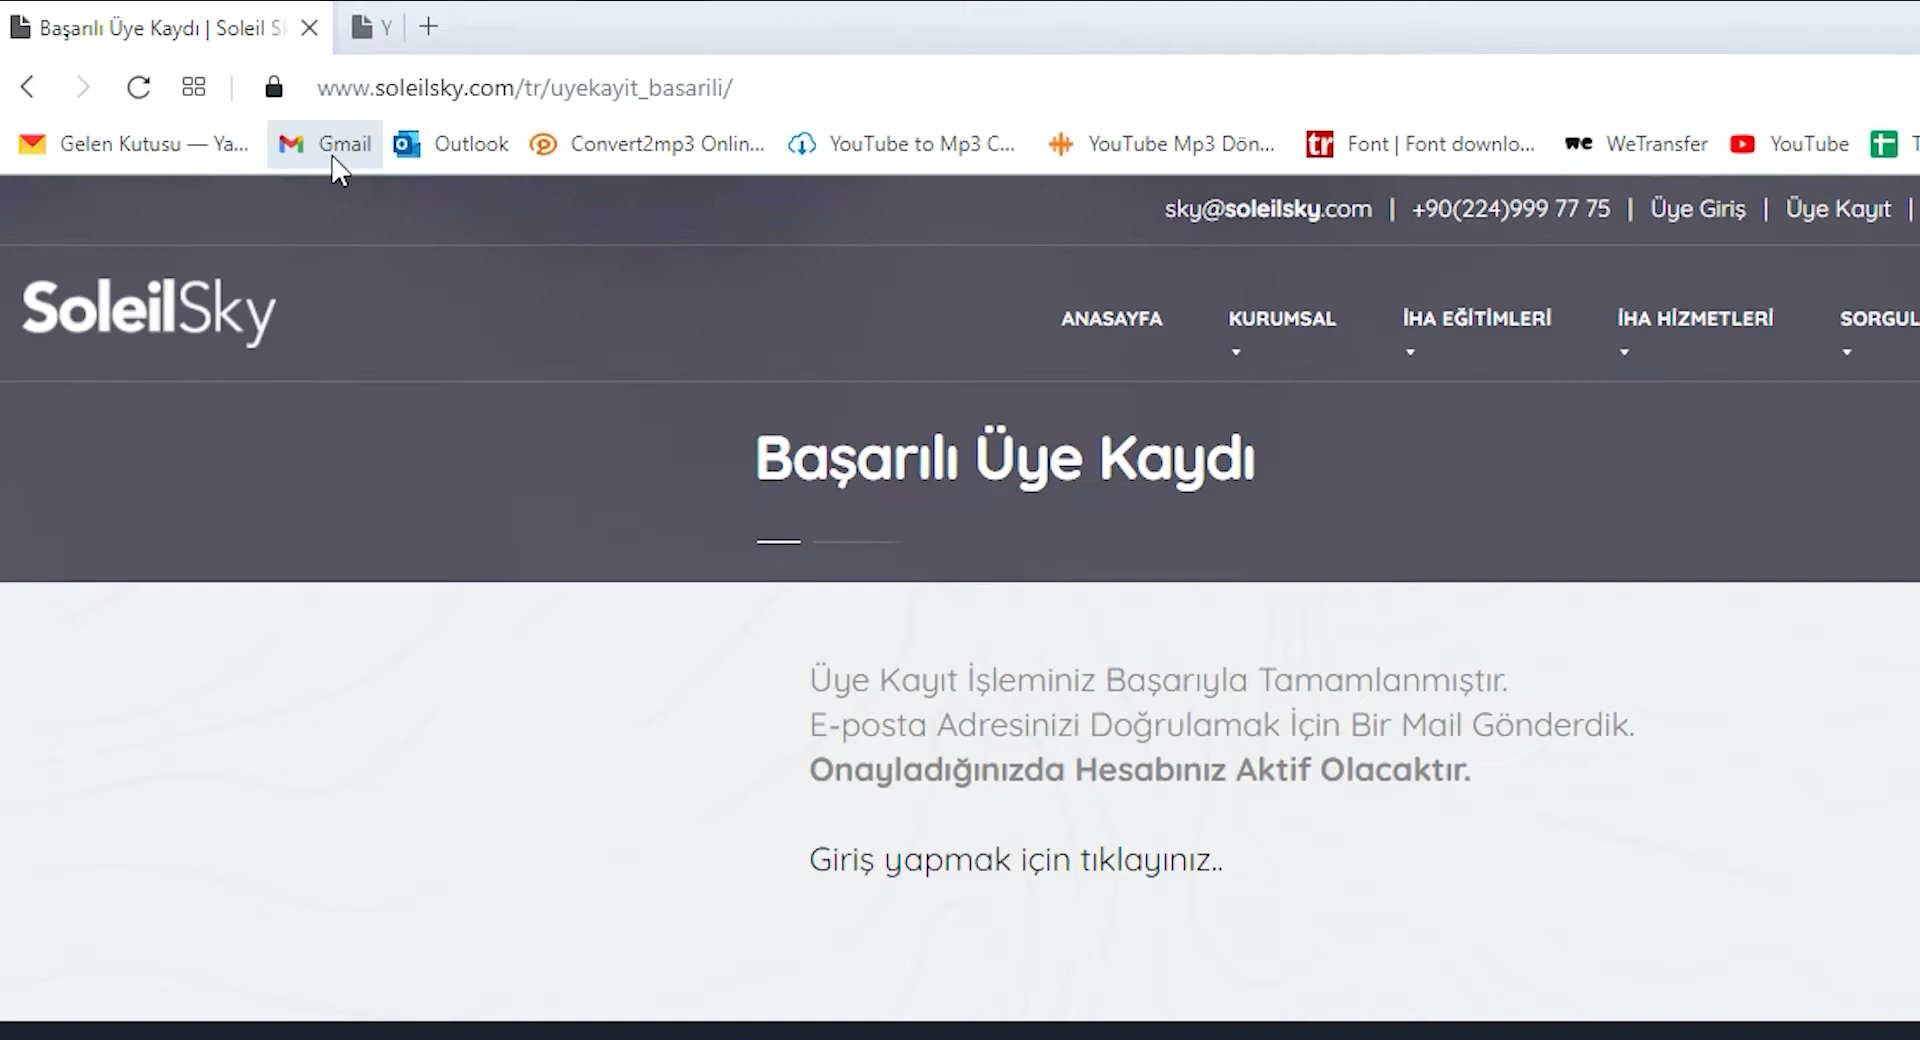 Başarılı Üye Kaydı | Soleil S
Y
www.soleilsky.com/tr/uyekayit_basarili/
Gelen Kutusu — Ya...
Gmail
Outlook
Convert2mp3 Onlin...
YouTube to Mp3 C...
YouTube Mp3 Dön...
tr
Font | Font downlo...
we
WeTransfer
YouTube
sky@soleilsky.com | +90(224)999 77 75 | Üye Giriş | Üye Kayıt |
SoleilSky
ANASAYFA
KURUMSAL
İHA EĞİTİMLERİ
İHA HİZMETLERİ
SORGUL
Başarılı Üye Kaydı
Üye Kayıt İşleminiz Başarıyla Tamamlanmıştır.
E-posta Adresinizi Doğrulamak İçin Bir Mail Gönderdik.
Onayladığınızda Hesabınız Aktif Olacaktır.
Giriş yapmak için tıklayınız..